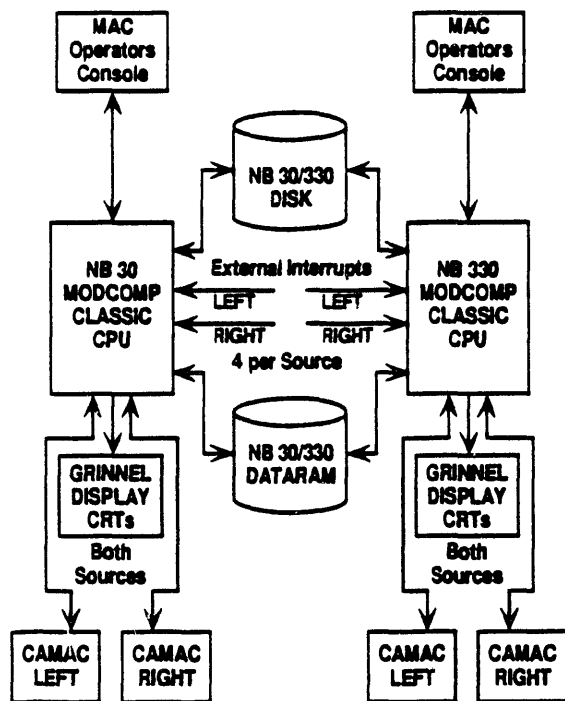 MAC
Operators
Console
MAC
Operators
Console
NB 30/330
DISK
NB 30
MODCOMP
CLASSIC
CPU
External Interrupts
LEFT
LEFT
RIGHT
RIGHT
4 per Source
NB 330
MODCOMP
CLASSIC
CPU
NB 30/330
DATARAM
GRINNEL
DISPLAY
CRTs
Both
Sources
GRINNEL
DISPLAY
CRTs
Both
Sources
CAMAC
LEFT
CAMAC
RIGHT
CAMAC
LEFT
CAMAC
RIGHT